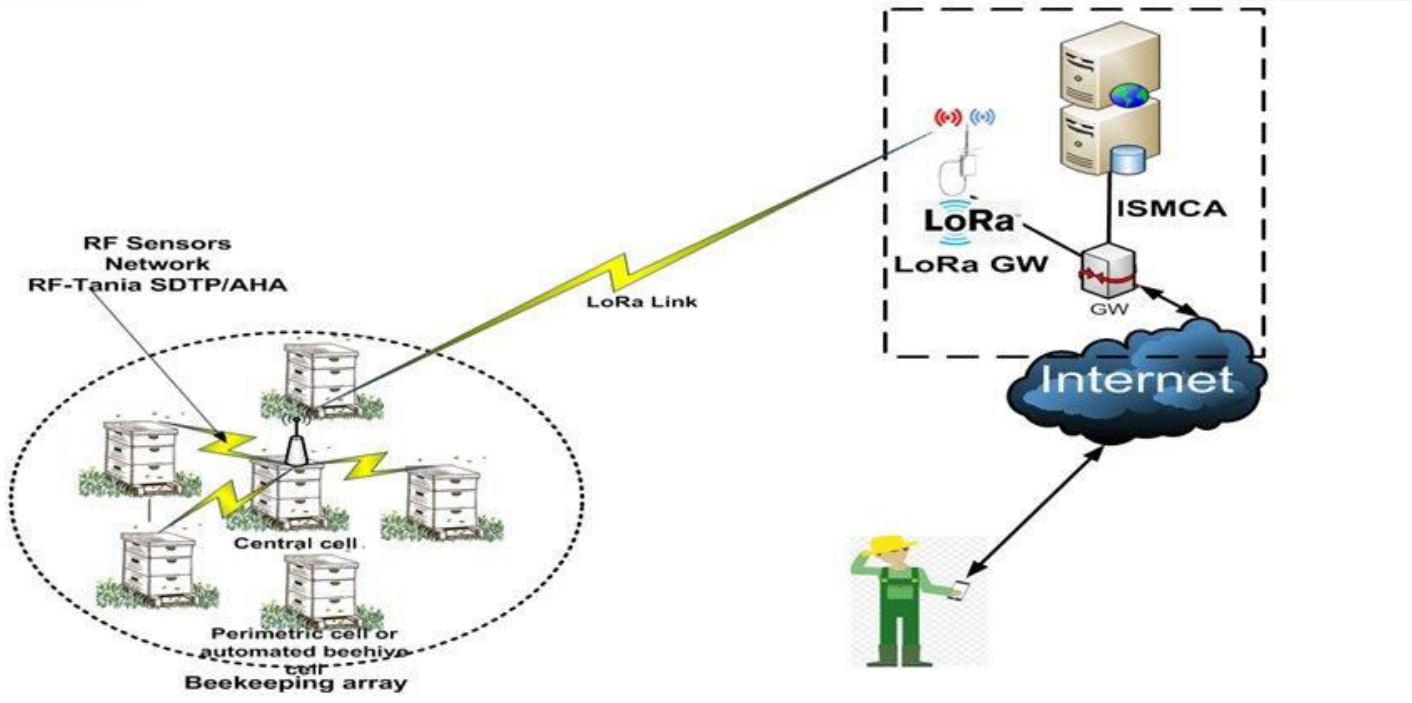 ISMCA
LoRa
LoRa GW
GW
RF Sensors
Network
RF-Tania SDTP/AHA
LoRa Link
Internet
Central cell
Perimetric cell or
automated beehive
cell
Beekeeping array